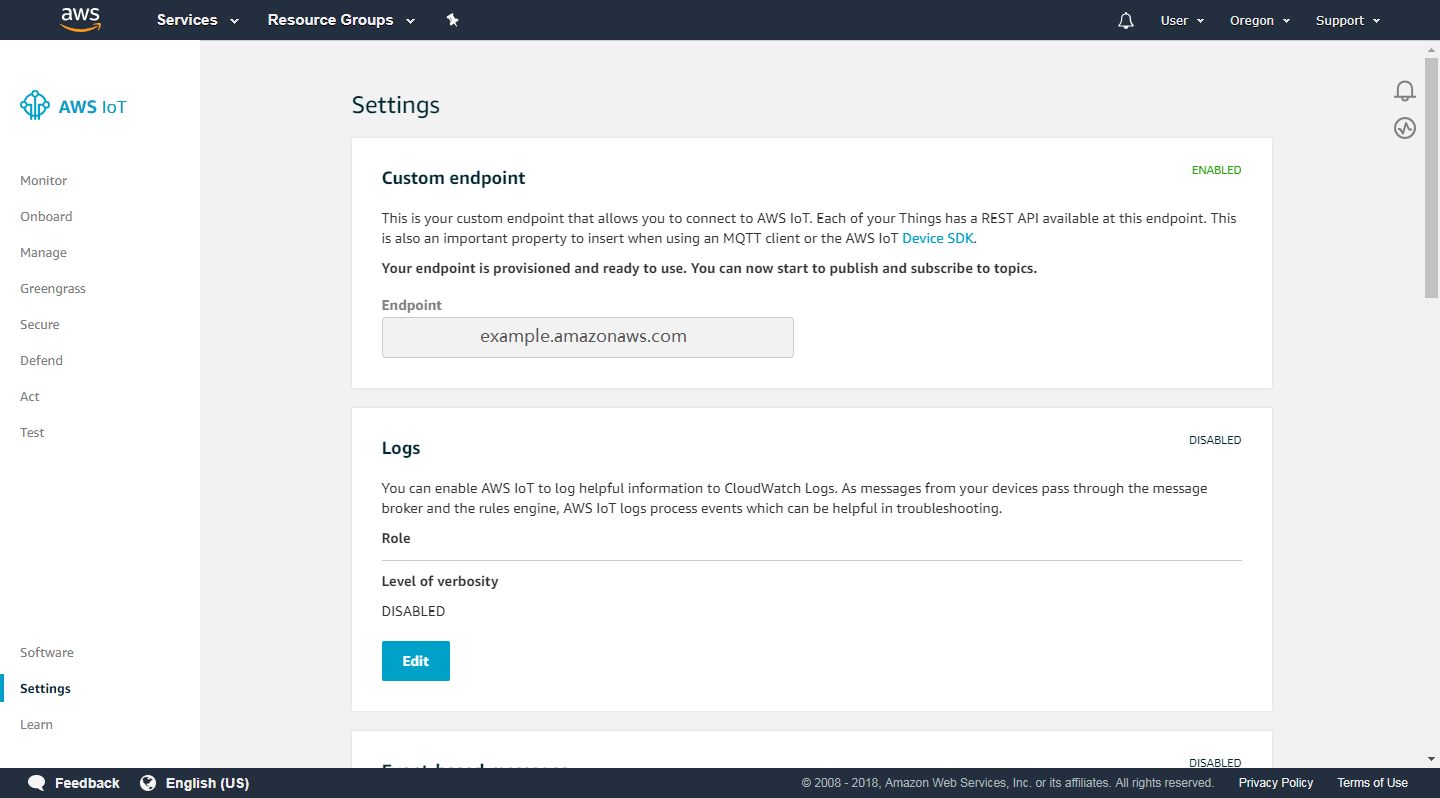 aws Services Resource Groups User Oregon Support
AWS IoT
Monitor
Onboard
Manage
Greengrass
Secure
Defend
Act
Test
Software
Settings
Learn
Settings
Custom endpoint
ENABLED
This is your custom endpoint that allows you to connect to AWS IoT. Each of your Things has a REST API available at this endpoint. This
is also an important property to insert when using an MQTT client or the AWS IoT Device SDK.
Your endpoint is provisioned and ready to use. You can now start to publish and subscribe to topics.
Endpoint
example.amazonaws.com
Logs
DISABLED
You can enable AWS IoT to log helpful information to CloudWatch Logs. As messages from your devices pass through the message
broker and the rules engine, AWS IoT logs process events which can be helpful in troubleshooting.
Role
Level of verbosity
DISABLED
Edit
Event-based messages
DISABLED
Feedback English (US) © 2008 - 2018, Amazon Web Services, Inc. or its affiliates. All rights reserved. Privacy Policy Terms of Use